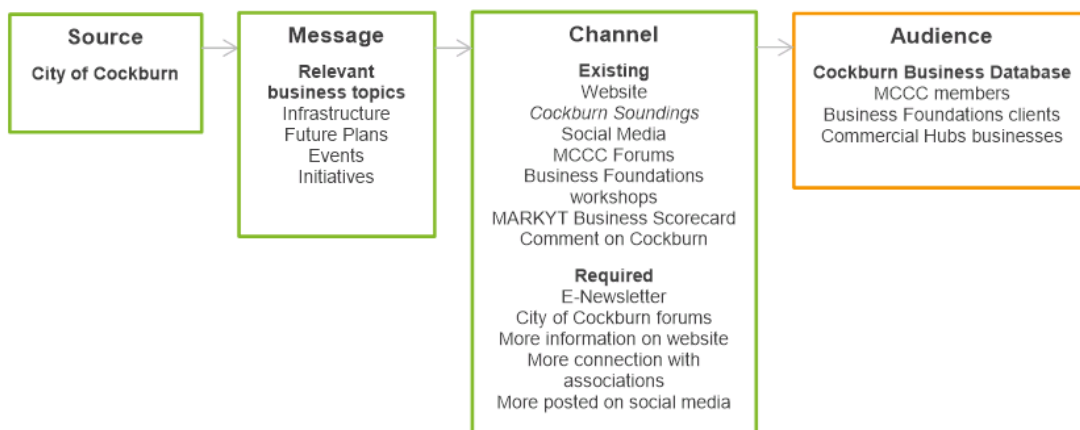 Source
City of Cockburn
Message
Relevant
business topics
Infrastructure
Future Plans
Events
Initiatives
Channel
Existing
Website
Cockburn Soundings
Social Media
MCCC Forums
Business Foundations
workshops
MARKYT Business Scorecard
Comment on Cockburn
Required
E-Newsletter
City of Cockburn forums
More information on website
More connection with
associations
More posted on social media
Audience
Cockburn Business Database
MCCC members
Business Foundations clients
Commercial Hubs businesses